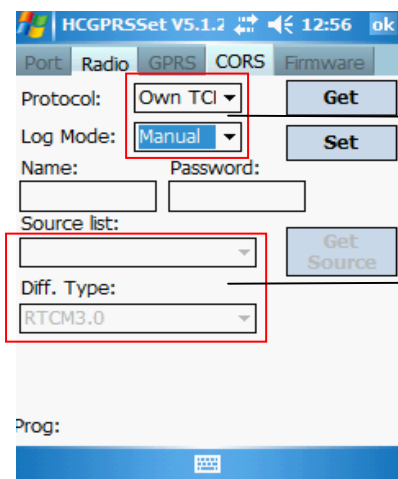 HCGPRSSet V5.1.2 12:56 ok
Port Radio GPRS CORS Firmware
Protocol: Own TCI Get
Log Mode: Manual Set
Name: Password:
Source list:
Get Source
Diff. Type:
RTCM3.0
Prog: